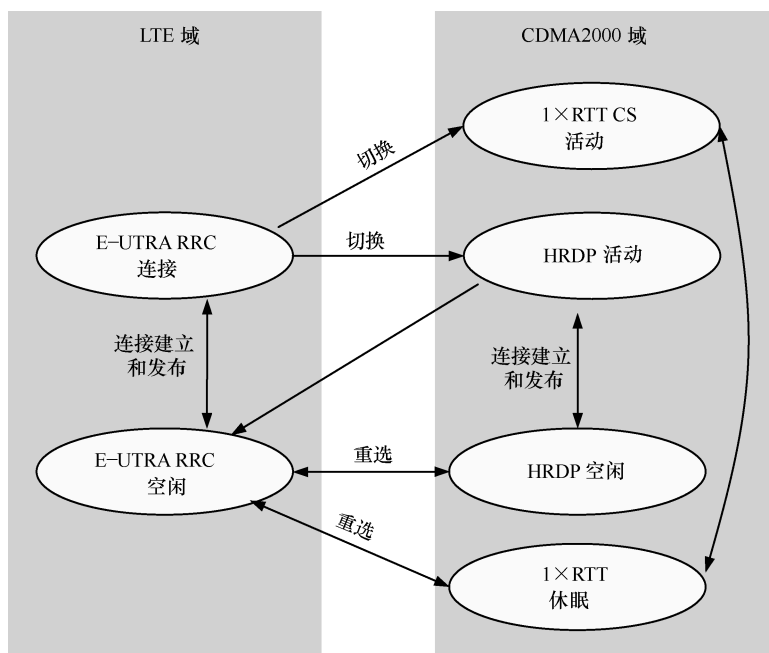 LTE 域
CDMA2000 域
1×RTT CS
活动
切换
E-UTRA RRC
连接
切换
HRDP 活动
连接建立
和发布
连接建立
和发布
E-UTRA RRC
空闲
重选
HRDP 空闲
重选
1×RTT
休眠